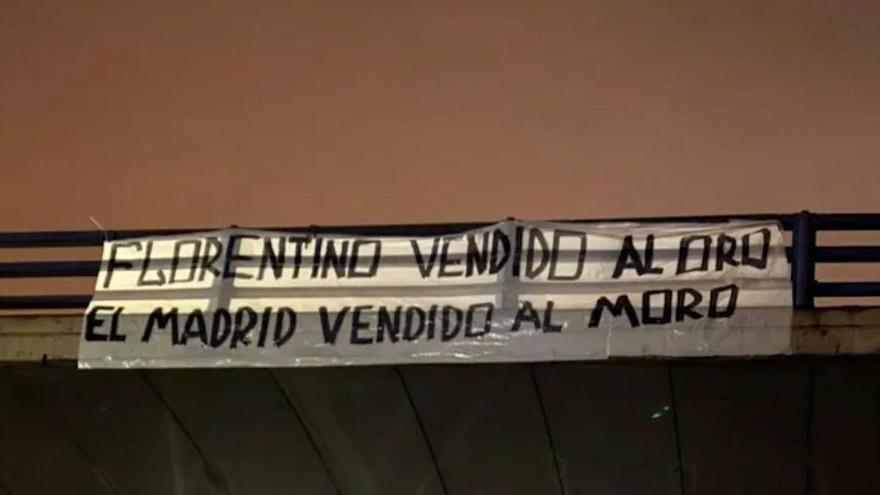 FLORENTINO VENDIDO AL ORO
EL MADRID VENDIDO AL MORO